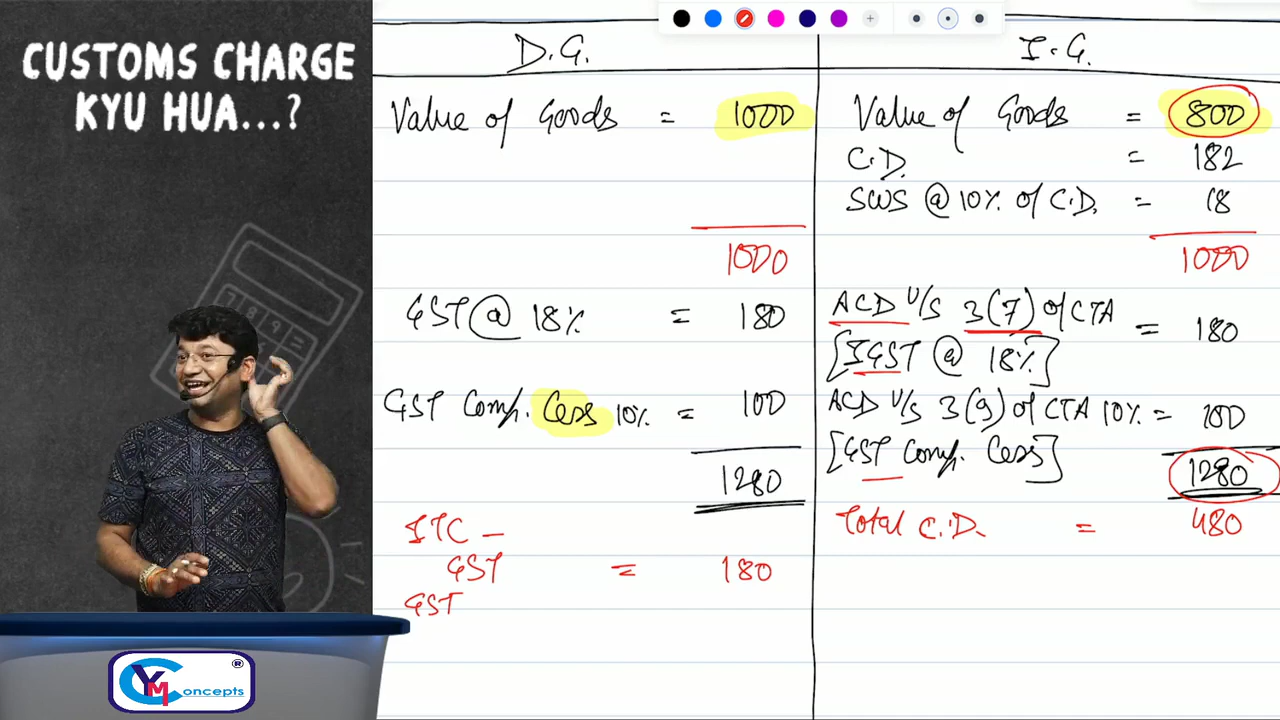 CUSTOMS CHARGE
KYU HUA...?
D.G.
Value of Goods = 1000
1000
GST @ 18% = 180
GST Comp. Cess 10% = 100
1280
ITC -
GST = 180
GST
I.G.
Value of Goods = 800
C.D. = 182
SWS @ 10% of C.D. = 18
1000
ACD U/S 3(7) of CTA = 180
[IGST @ 18%]
ACD U/S 3(9) of CTA 10% = 100
[GST Comp. Cess]
1280
Total C.D. = 480
YM Concepts
®